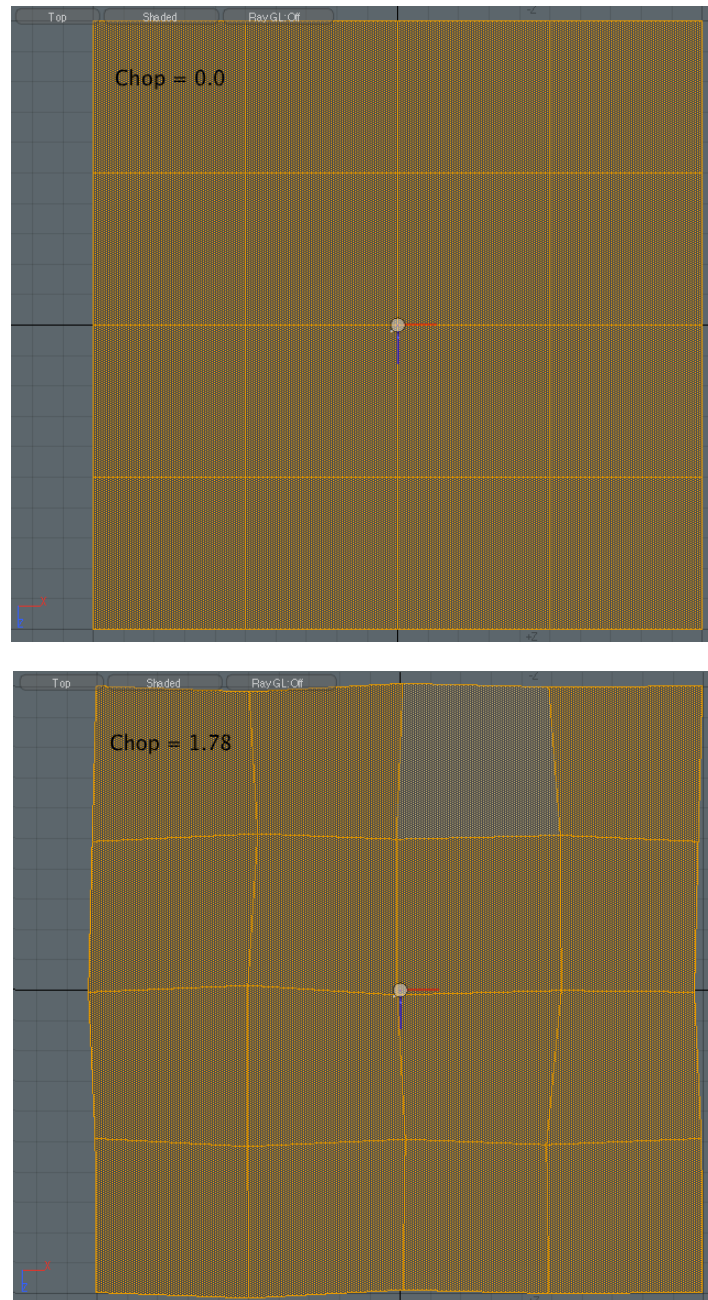 Top Shaded Ray GL: Off
-Z
Chop = 0.0
+Z
Top Shaded Ray GL: Off
-Z
Chop = 1.78